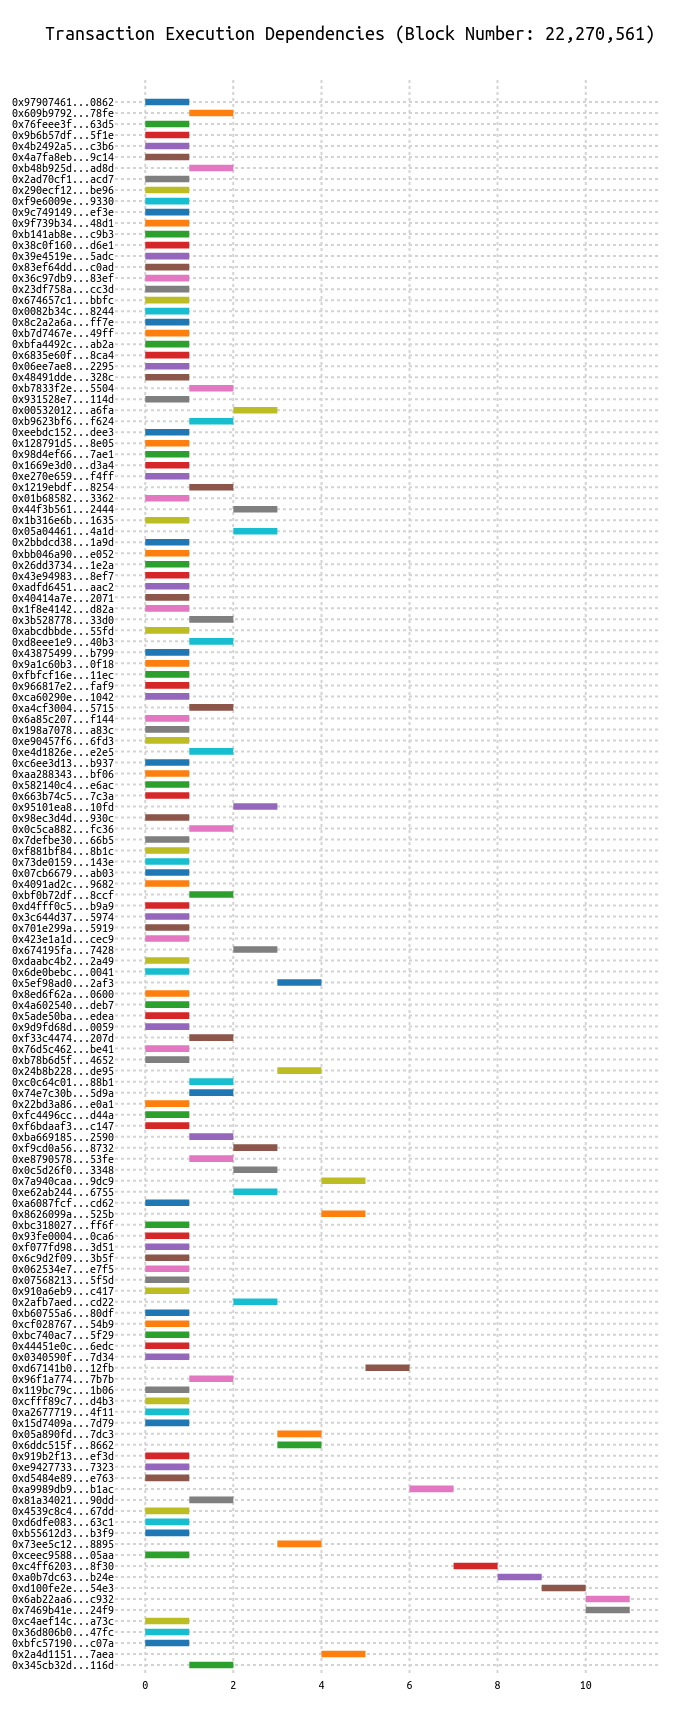 Transaction Execution Dependencies (Block Number: 22,270,561)
0x97907461...0862
0x609b9792...78fe
0x76feee3f...63d5
0x9b6b57df...5f1e
0x4b2492a5...c3b6
0x4a7fa8eb...9c14
0xb48b925d...ad8d
0x2ad70cf1...acd7
0x290ecf12...be96
0xf9e6009e...9330
0x9c749149...ef3e
0x9f739b34...48d1
0xb141ab8e...c9b3
0x38c0f160...d6e1
0x39e4519e...5adc
0x83ef64dd...c0ad
0x36c97db9...83ef
0x23df758a...cc3d
0x674657c1...bbfc
0x0082b34c...8244
0x8c2a2a6a...ff7e
0xb7d7467e...49ff
0xbfa4492c...ab2a
0x6835e60f...8ca4
0x06ee7ae8...2295
0x48491dde...328c
0xb7833f2e...5504
0x931528e7...114d
0x00532012...a6fa
0xb9623bf6...f624
0xeebdc152...dee3
0x128791d5...8e05
0x98d4ef66...7ae1
0x1669e3d0...d3a4
0xe270e659...f4ff
0x1219ebdf...8254
0x01b68582...3362
0x44f3b561...2444
0x1b316e6b...1635
0x05a04461...4a1d
0x2bbdcd38...1a9d
0xbb046a90...e052
0x26dd3734...1e2a
0x43e94983...8ef7
0xadfd6451...aac2
0x40414a7e...2071
0x1f8e4142...d82a
0x3b528778...33d0
0xabcdbbde...55fd
0xd8eee1e9...40b3
0x43875499...b799
0x9a1c60b3...0f18
0xfbfcf16e...11ec
0x966817e2...faf9
0xca60290e...1042
0xa4cf3004...5715
0x6a85c207...f144
0x198a7078...a83c
0xe90457f6...6fd3
0xe4d1826e...e2e5
0xc6ee3d13...b937
0xaa288343...bf06
0x582140c4...e6ac
0x663b74c5...7c3a
0x95101ea8...10fd
0x98ec3d4d...930c
0x0c5ca882...fc36
0x7defbe30...66b5
0xf881bf84...8b1c
0x73de0159...143e
0x07cb6679...ab03
0x4091ad2c...9682
0xbf0b72df...8ccf
0xd4fff0c5...b9a9
0x3c644d37...5974
0x701e299a...5919
0x423e1a1d...cec9
0x674195fa...7428
0xdaabc4b2...2a49
0x6de0bebc...0041
0x5ef98ad0...2af3
0x8ed6f62a...0600
0x4a602540...deb7
0x5ade50ba...edea
0x9d9fd68d...0059
0xf33c4474...207d
0x76d5c462...be41
0xb78b6d5f...4652
0x24b8b228...de95
0xc0c64c01...88b1
0x74e7c30b...5d9a
0x22bd3a86...e0a1
0xfc4496cc...d44a
0xf6bdaaf3...c147
0xba669185...2590
0xf9cd0a56...8732
0xe8790578...53fe
0x0c5d26f0...3348
0x7a940caa...9dc9
0xe62ab244...6755
0xa6087fcf...cd62
0x8626099a...525b
0xbc318027...ff6f
0x93fe0004...0ca6
0xf077fd98...3d51
0x6c9d2f09...3b5f
0x062534e7...e7f5
0x07568213...5f5d
0x910a6eb9...c417
0x2afb7aed...cd22
0xb60755a6...80df
0xcf028767...54b9
0xbc740ac7...5f29
0x44451e0c...6edc
0x0340590f...7d34
0xd67141b0...12fb
0x96f1a774...7b7b
0x119bc79c...1b06
0xcfff89c7...d4b3
0xa2677719...4f11
0x15d7409a...7d79
0x05a890fd...7dc3
0x6ddc515f...8662
0x919b2f13...ef3d
0xe9427733...7323
0xd5484e89...e763
0xa9989db9...b1ac
0x81a34021...90dd
0x4539c8c4...67dd
0xd6dfe083...63c1
0xb55612d3...b3f9
0x73ee5c12...8895
0xceec9588...05aa
0xc4ff6203...8f30
0xa0b7dc63...b24e
0xd100fe2e...54e3
0x6ab22aa6...c932
0x7469b41e...24f9
0xc4aef14c...a73c
0x36d806b0...47fc
0xbfc57190...c07a
0x2a4d1151...7aea
0x345cb32d...116d
0 2 4 6 8 10